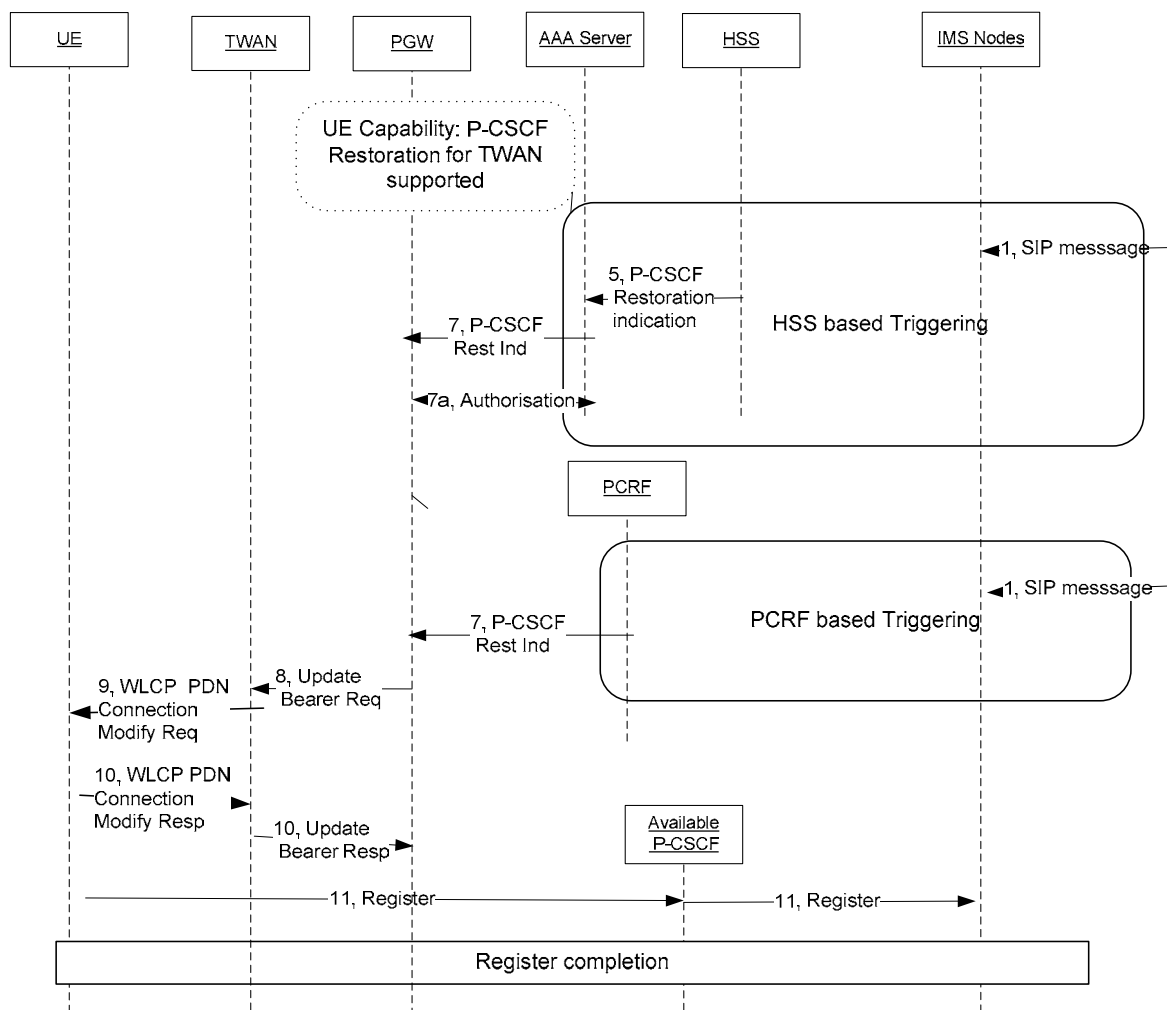 UE
TWAN
PGW
AAA Server
HSS
IMS Nodes
UE Capability: P-CSCF
Restoration for TWAN
supported
1, SIP messsage
5, P-CSCF
Restoration
indication
HSS based Triggering
7, P-CSCF
Rest Ind
7a, Authorisation
PCRF
1, SIP messsage
PCRF based Triggering
7, P-CSCF
Rest Ind
8, Update
Bearer Req
9, WLCP PDN
Connection
Modify Req
10, WLCP PDN
Connection
Modify Resp
10, Update
Bearer Resp
Available
P-CSCF
11, Register
11, Register
Register completion